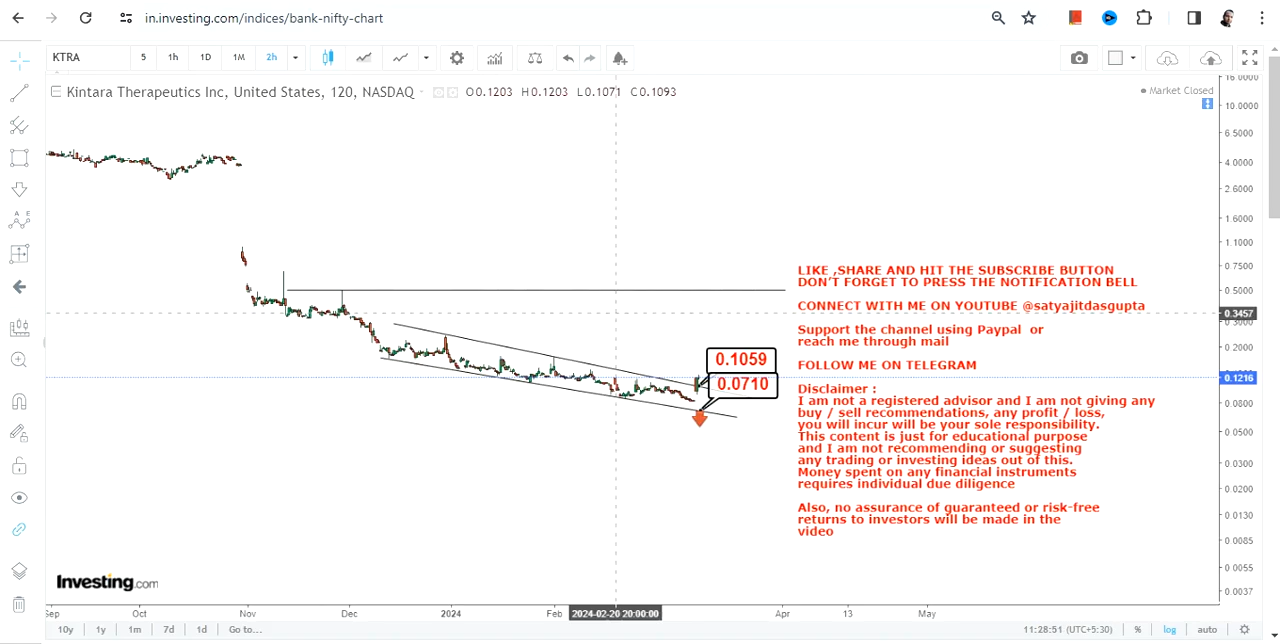 in.investing.com/indices/bank-nifty-chart
KTRA 5 1h 1D 1M 2h
Kintara Therapeutics Inc, United States, 120, NASDAQ O0.1203 H0.1203 L0.1071 C0.1093
Market Closed
16.0000
10.0000
6.5000
4.0000
2.6000
1.6000
1.1000
0.7500
0.5000
0.3457
0.3000
0.2000
0.1216
0.0800
0.0500
0.0300
0.0200
0.0130
0.0085
0.0055
0.0037
0.1059
0.0710
LIKE ,SHARE AND HIT THE SUBSCRIBE BUTTON
DON'T FORGET TO PRESS THE NOTIFICATION BELL
CONNECT WITH ME ON YOUTUBE @satyajitdasgupta
Support the channel using Paypal or
reach me through mail
FOLLOW ME ON TELEGRAM
Disclaimer :
I am not a registered advisor and I am not giving any
buy / sell recommendations, any profit / loss,
you will incur will be your sole responsibility.
This content is just for educational purpose
and I am not recommending or suggesting
any trading or investing ideas out of this.
Money spent on any financial instruments
requires individual due diligence
Also, no assurance of guaranteed or risk-free
returns to investors will be made in the
video
Investing.com
Sep Oct Nov Dec 2024 Feb 2024-02-20 20:00:00 Apr 13 May
10y 1y 1m 7d 1d Go to... 11:28:51 (UTC+5:30) % log auto